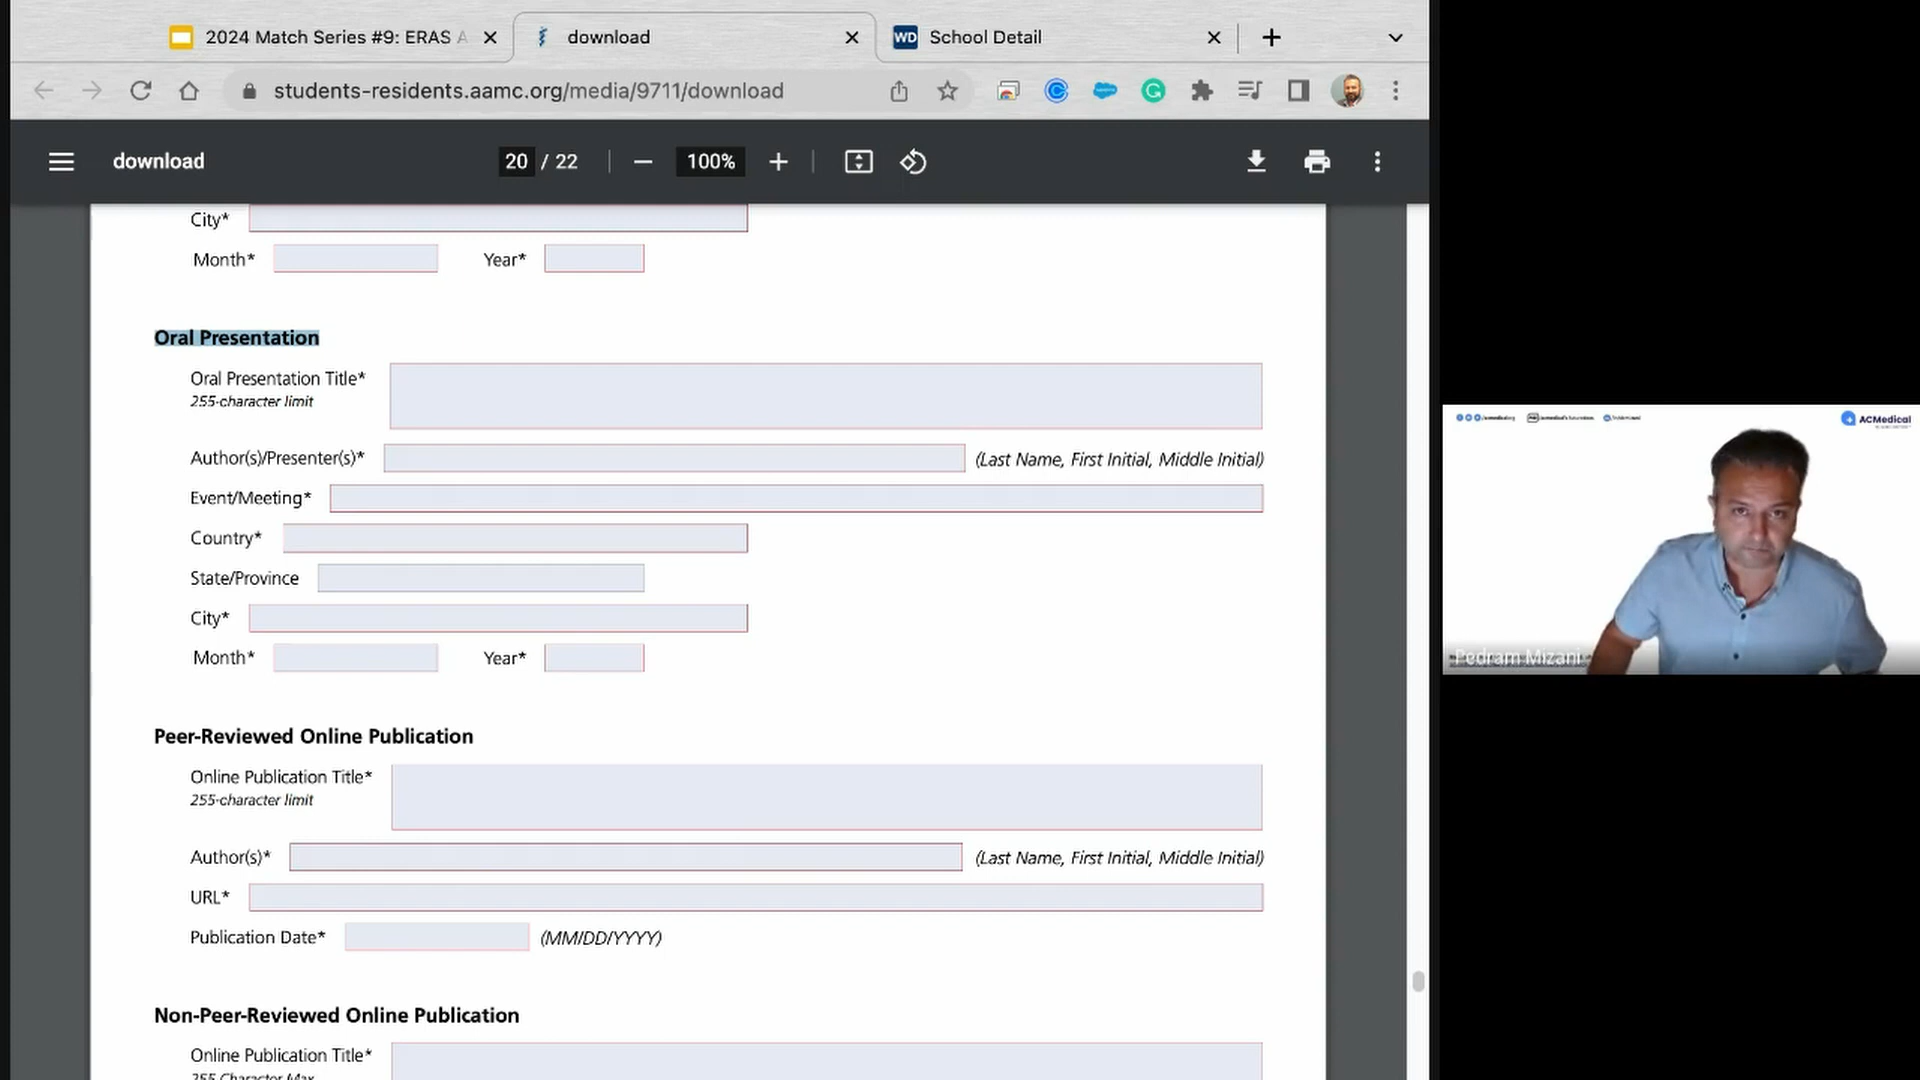 2024 Match Series #9: ERAS A
download
School Detail
students-residents.aamc.org/media/9711/download
download
20 / 22
100%
City*
Month*
Year*
Oral Presentation
Oral Presentation Title*
255-character limit
Author(s)/Presenter(s)*
(Last Name, First Initial, Middle Initial)
Event/Meeting*
Country*
State/Province
City*
Month*
Year*
Peer-Reviewed Online Publication
Online Publication Title*
255-character limit
Author(s)*
(Last Name, First Initial, Middle Initial)
URL*
Publication Date*
(MM/DD/YYYY)
Non-Peer-Reviewed Online Publication
Online Publication Title*
255 Character Max
WD
ACMedical
Pedram Mizani